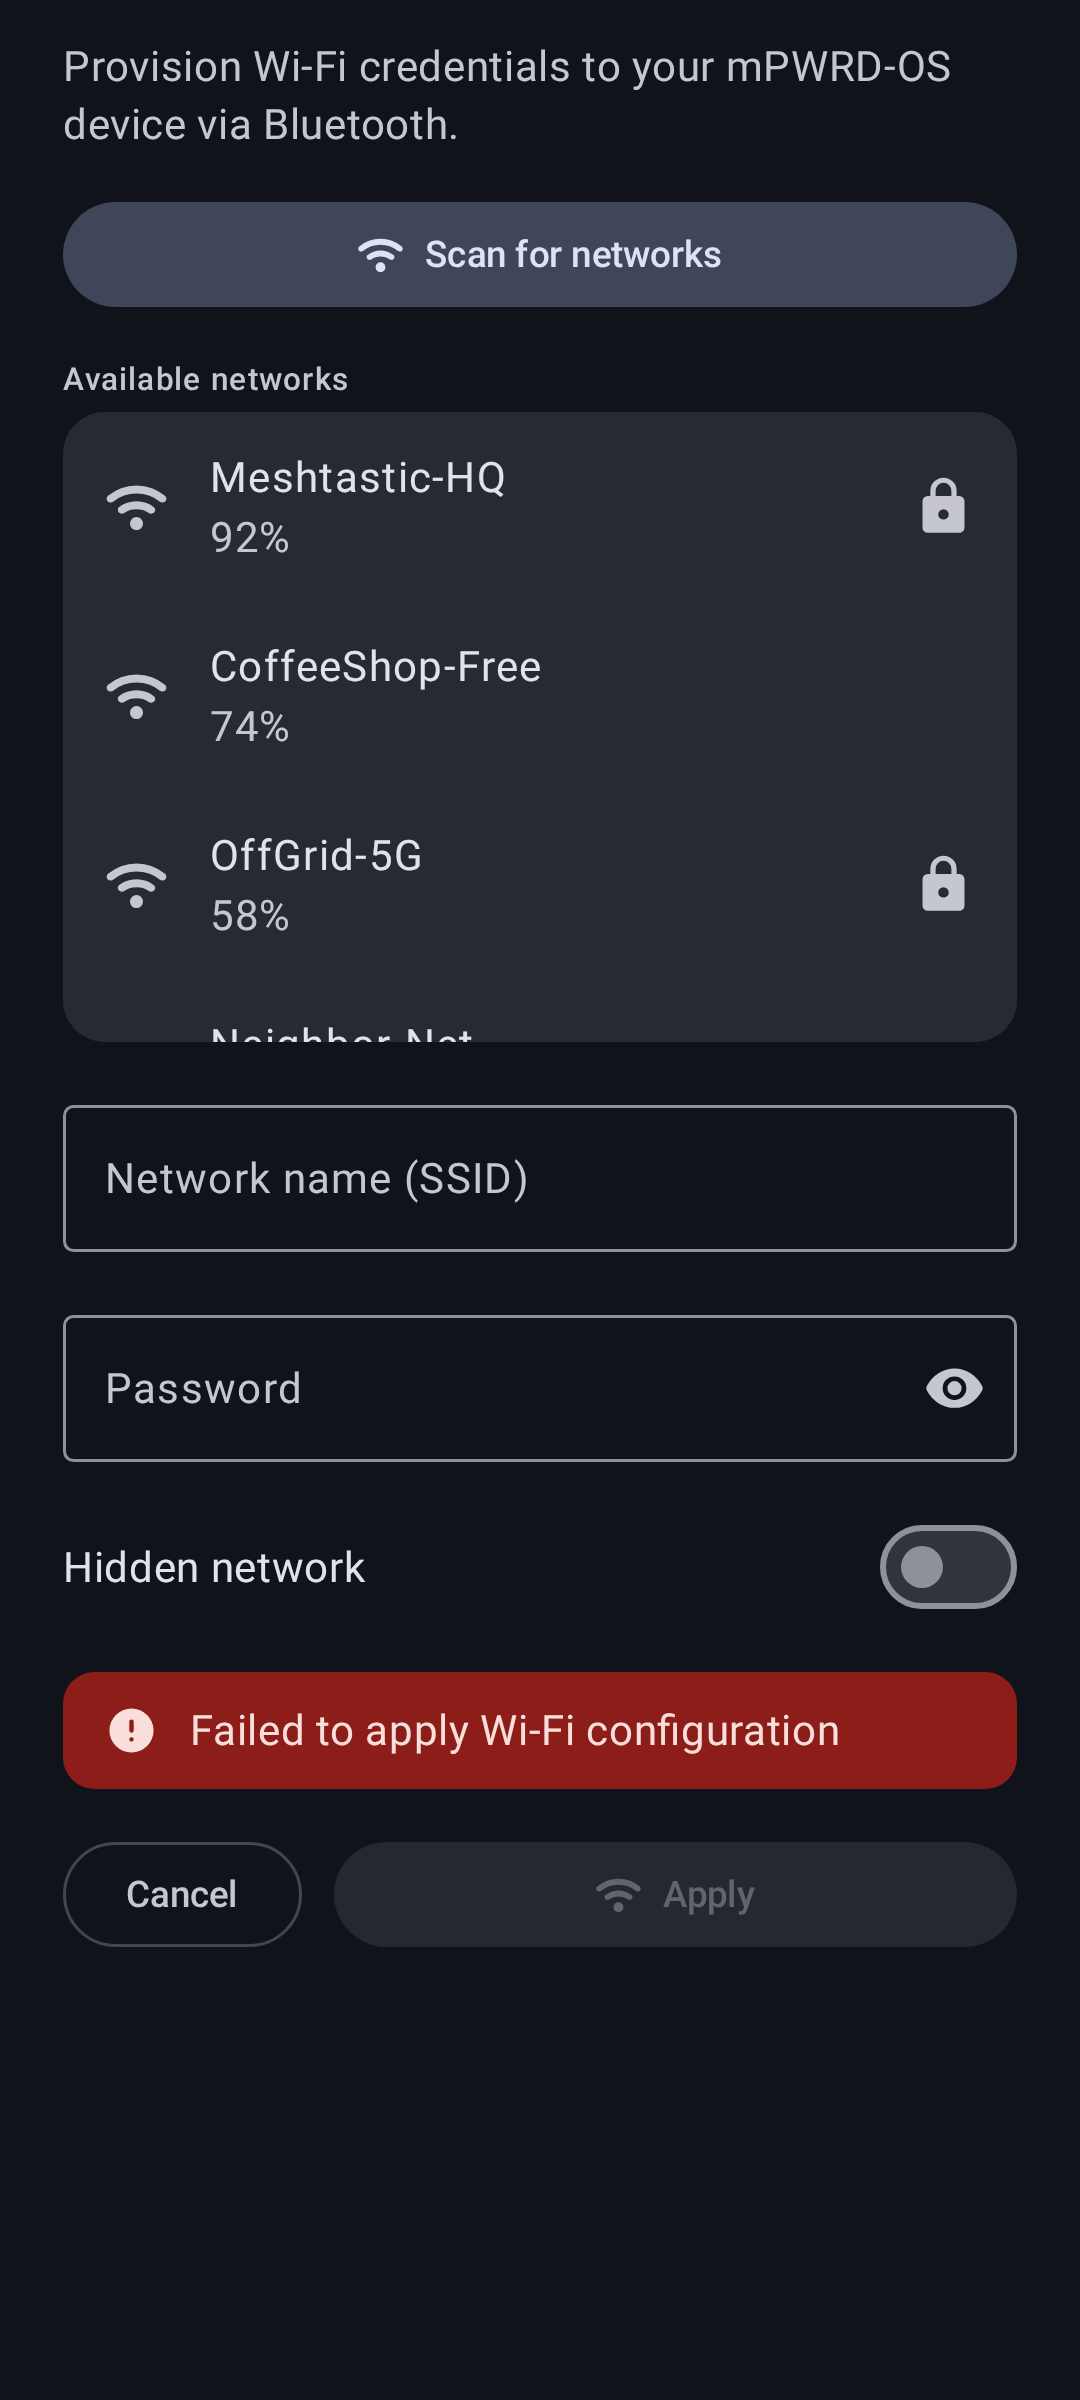 Provision Wi-Fi credentials to your mPWRD-OS
device via Bluetooth.
Scan for networks
Available networks
Meshtastic-HQ
92%
CoffeeShop-Free
74%
OffGrid-5G
58%
Neighbor-Net
Network name (SSID)
Password
Hidden network
Failed to apply Wi-Fi configuration
Cancel
Apply